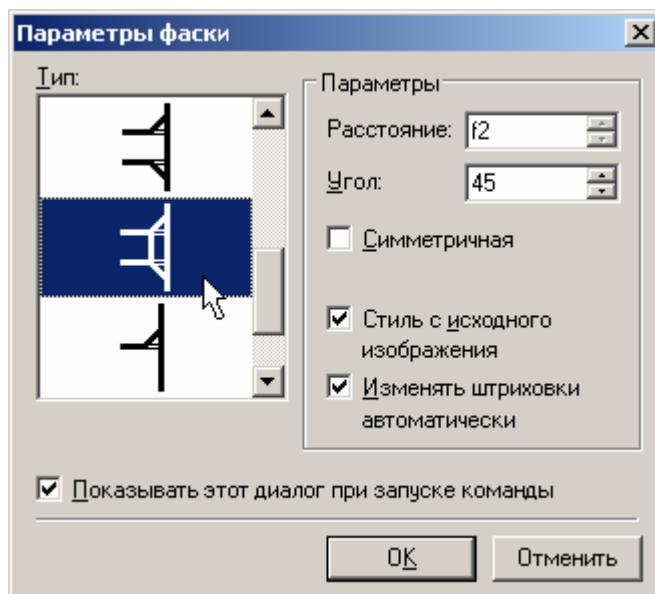 Параметры фаски
Тип:
Параметры
Расстояние: f2
Угол: 45
Симметричная
Стиль с исходного
изображения
Изменять штриховки
автоматически
Показывать этот диалог при запуске команды
OK Отменить